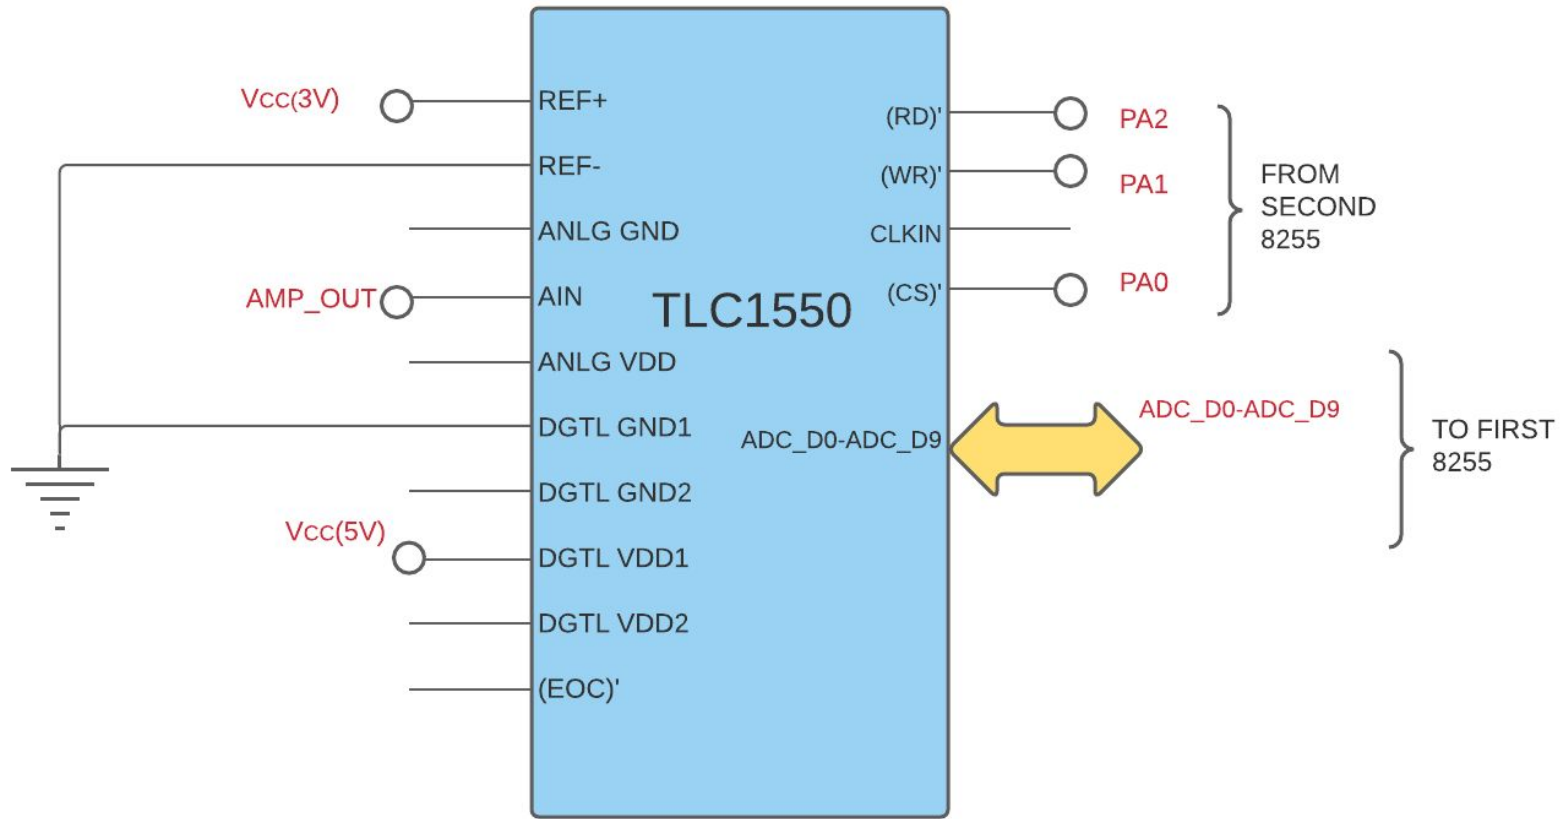 Vcc(3V)
REF+
REF-
ANLG GND
AMP_OUT
AIN
ANLG VDD
DGTL GND1
DGTL GND2
Vcc(5V)
DGTL VDD1
DGTL VDD2
(EOC)'
TLC1550
(RD)'
PA2
(WR)'
PA1
CLKIN
(CS)'
PA0
FROM
SECOND
8255
ADC_D0-ADC_D9
ADC_D0-ADC_D9
TO FIRST
8255